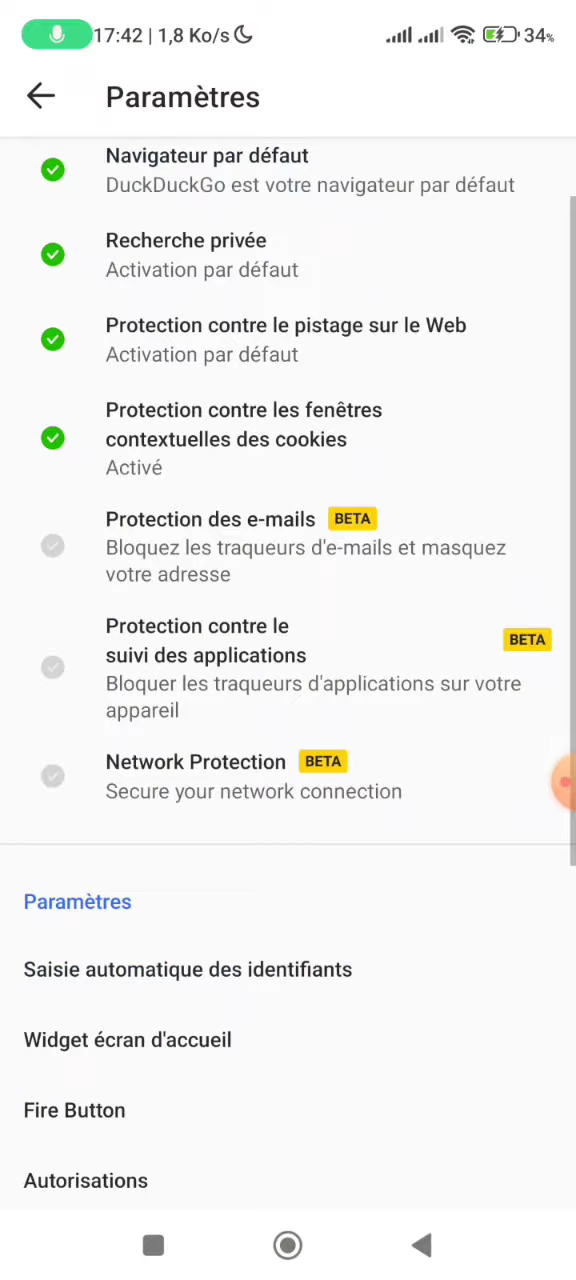 17:42 | 1,8 Ko/s 34%
Paramètres
Navigateur par défaut
DuckDuckGo est votre navigateur par défaut
Recherche privée
Activation par défaut
Protection contre le pistage sur le Web
Activation par défaut
Protection contre les fenêtres
contextuelles des cookies
Activé
Protection des e-mails BETA
Bloquez les traqueurs d'e-mails et masquez
votre adresse
Protection contre le
suivi des applications BETA
Bloquer les traqueurs d'applications sur votre
appareil
Network Protection BETA
Secure your network connection
Paramètres
Saisie automatique des identifiants
Widget écran d'accueil
Fire Button
Autorisations